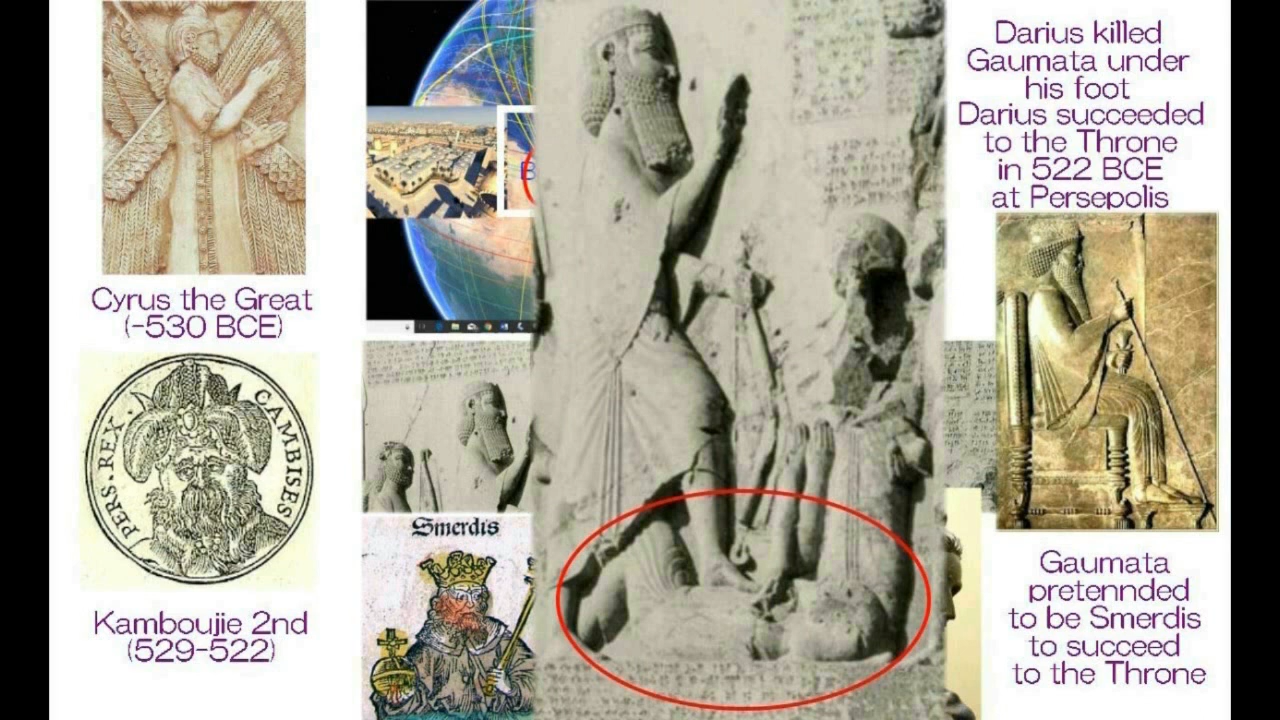 Cyrus the Great
(-530 BCE)
PERS. REX.
CAMBISES
Kamboujie 2nd
(529-522)
B
Smerdis
Darius killed
Gaumata under
his foot
Darius succeeded
to the Throne
in 522 BCE
at Persepolis
Gaumata
pretennded
to be Smerdis
to succeed
to the Throne